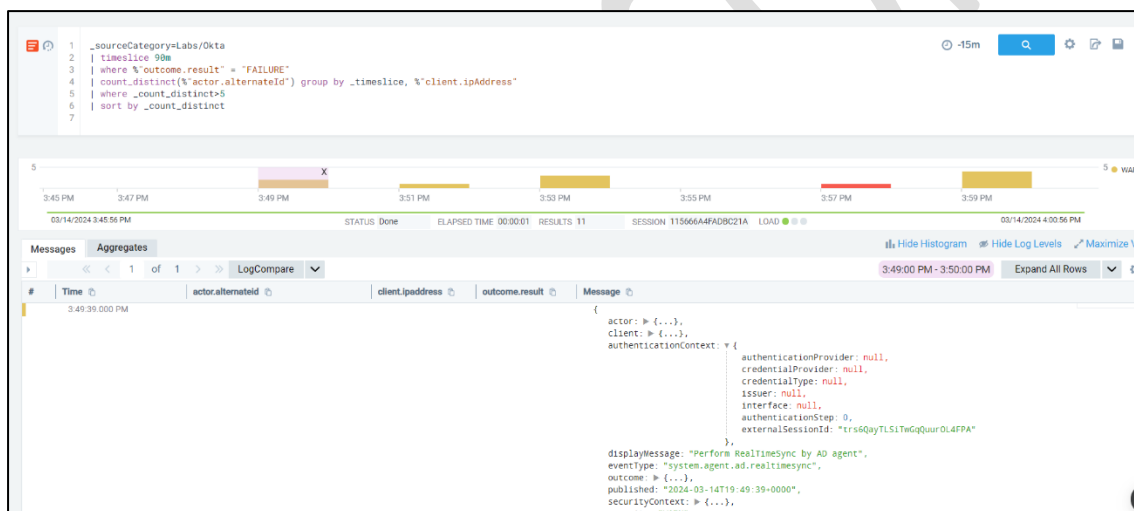 1 _sourceCategory=Labs/Okta
2 | timeslice 90m
3 | where %"outcome.result" = "FAILURE"
4 | count_distinct(%"actor.alternateId") group by _timeslice, %"client.ipAddress"
5 | where _count_distinct>5
6 | sort by _count_distinct
7
-15m
5
X
5 WA
3:45 PM 3:47 PM 3:49 PM 3:51 PM 3:53 PM 3:55 PM 3:57 PM 3:59 PM
03/14/2024 3:45:56 PM STATUS Done ELAPSED TIME 00:00:01 RESULTS 11 SESSION 115666A4FADBC21A LOAD 03/14/2024 4:00:56 PM
Messages Aggregates Hide Histogram Hide Log Levels Maximize V
1 of 1 LogCompare 3:49:00 PM - 3:50:00 PM Expand All Rows
# Time actor.alternateid client.ipaddress outcome.result Message
3:49:39.000 PM {
actor: {...},
client: {...},
authenticationContext: {
authenticationProvider: null,
credentialProvider: null,
credentialType: null,
issuer: null,
interface: null,
authenticationStep: 0,
externalSessionId: "trs6QayTLSiTmGqQuurOL4FPA"
},
displayMessage: "Perform RealTimeSync by AD agent",
eventType: "system.agent.ad.realtimesync",
outcome: {...},
published: "2024-03-14T19:49:39+0000",
securityContext: {...},